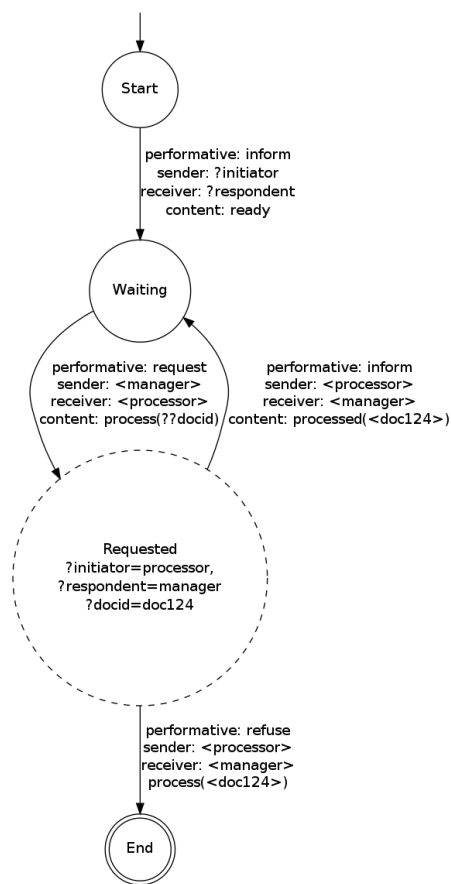 Start
performative: inform
sender: ?initiator
receiver: ?respondent
content: ready
Waiting
performative: request
sender: <manager>
receiver: <processor>
content: process(??docid)
performative: inform
sender: <processor>
receiver: <manager>
content: processed(<doc124>)
Requested
?initiator=processor,
?respondent=manager
?docid=doc124
performative: refuse
sender: <processor>
receiver: <manager>
process(<doc124>)
End